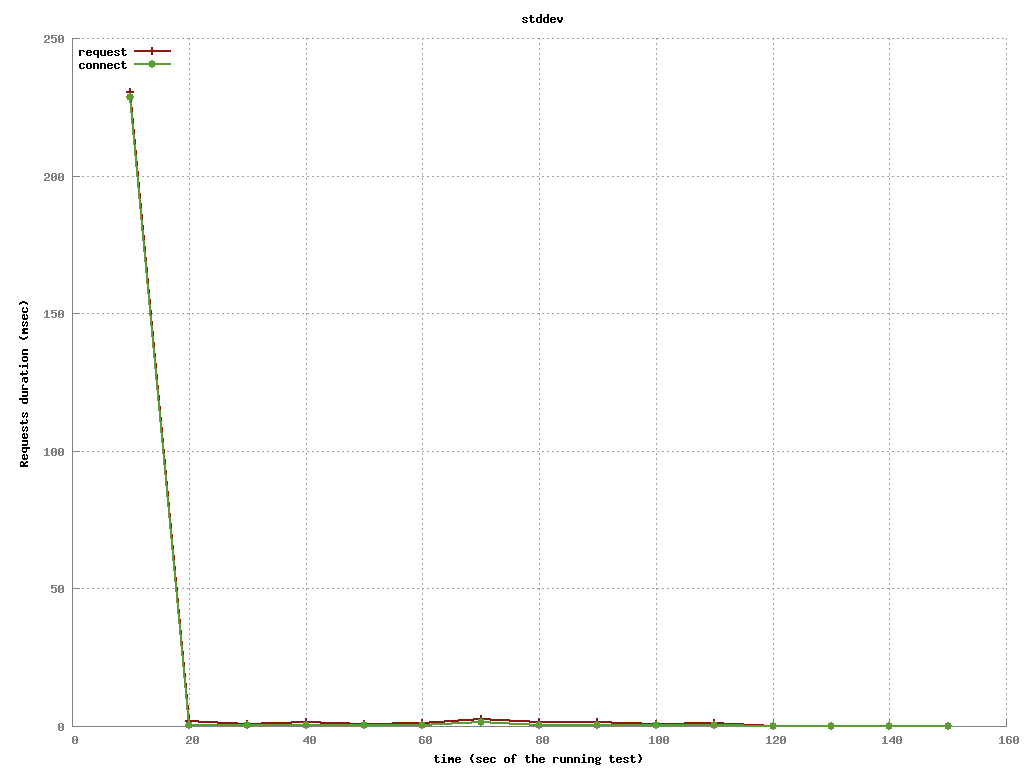 stddev
250
request
connect
200
150
Requests duration (msec)
100
50
0
0 20 40 60 80 100 120 140 160
time (sec of the running test)